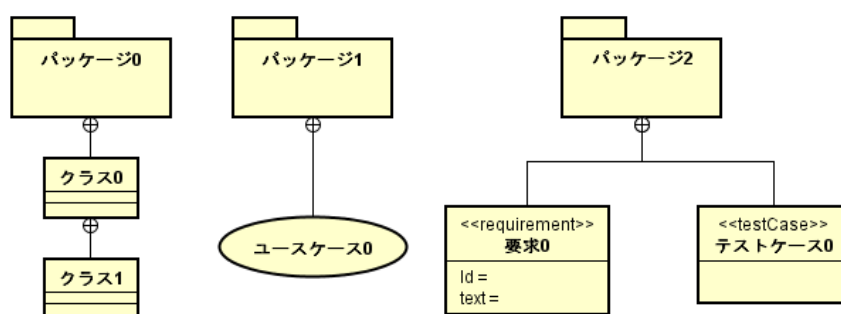 パッケージ0
パッケージ1
パッケージ2
クラス0
クラス1
ユースケース0
<<requirement>>
要求0
Id =
text =
<<testCase>>
テストケース0